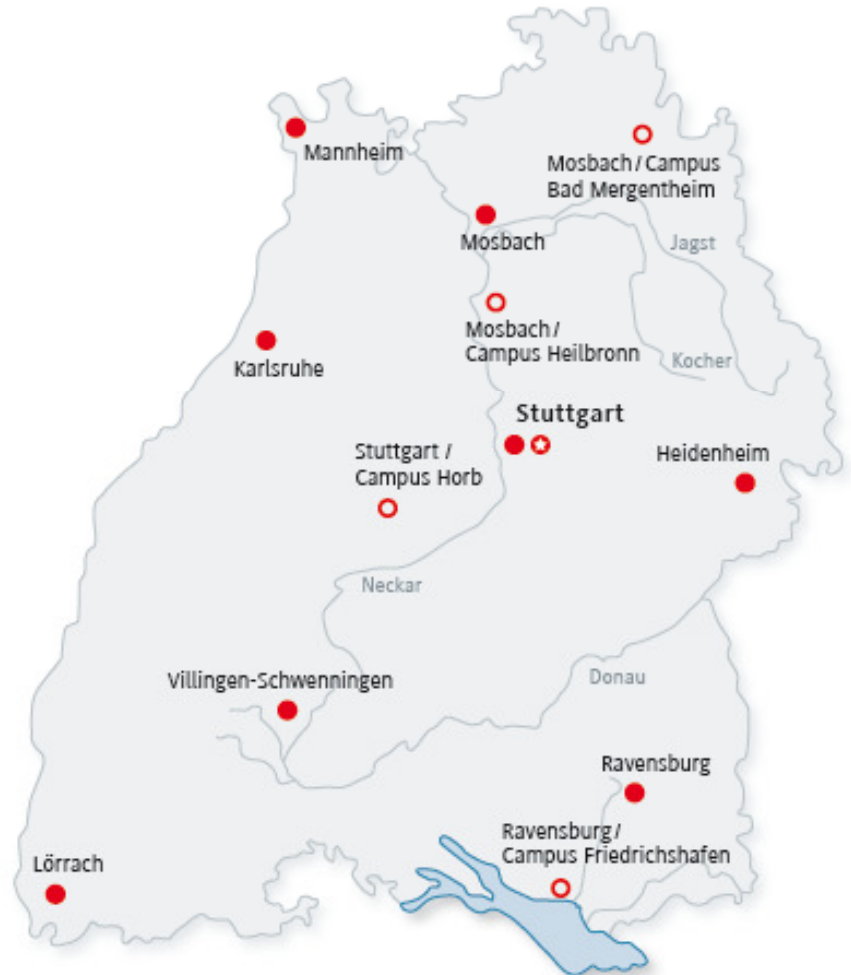 Mannheim
Mosbach / Campus
Bad Mergentheim
Mosbach
Jagst
Mosbach /
Campus Heilbronn
Karlsruhe
Kocher
Stuttgart
Stuttgart /
Campus Horb
Heidenheim
Neckar
Villingen-Schwenningen
Donau
Ravensburg
Ravensburg /
Campus Friedrichshafen
Lörrach